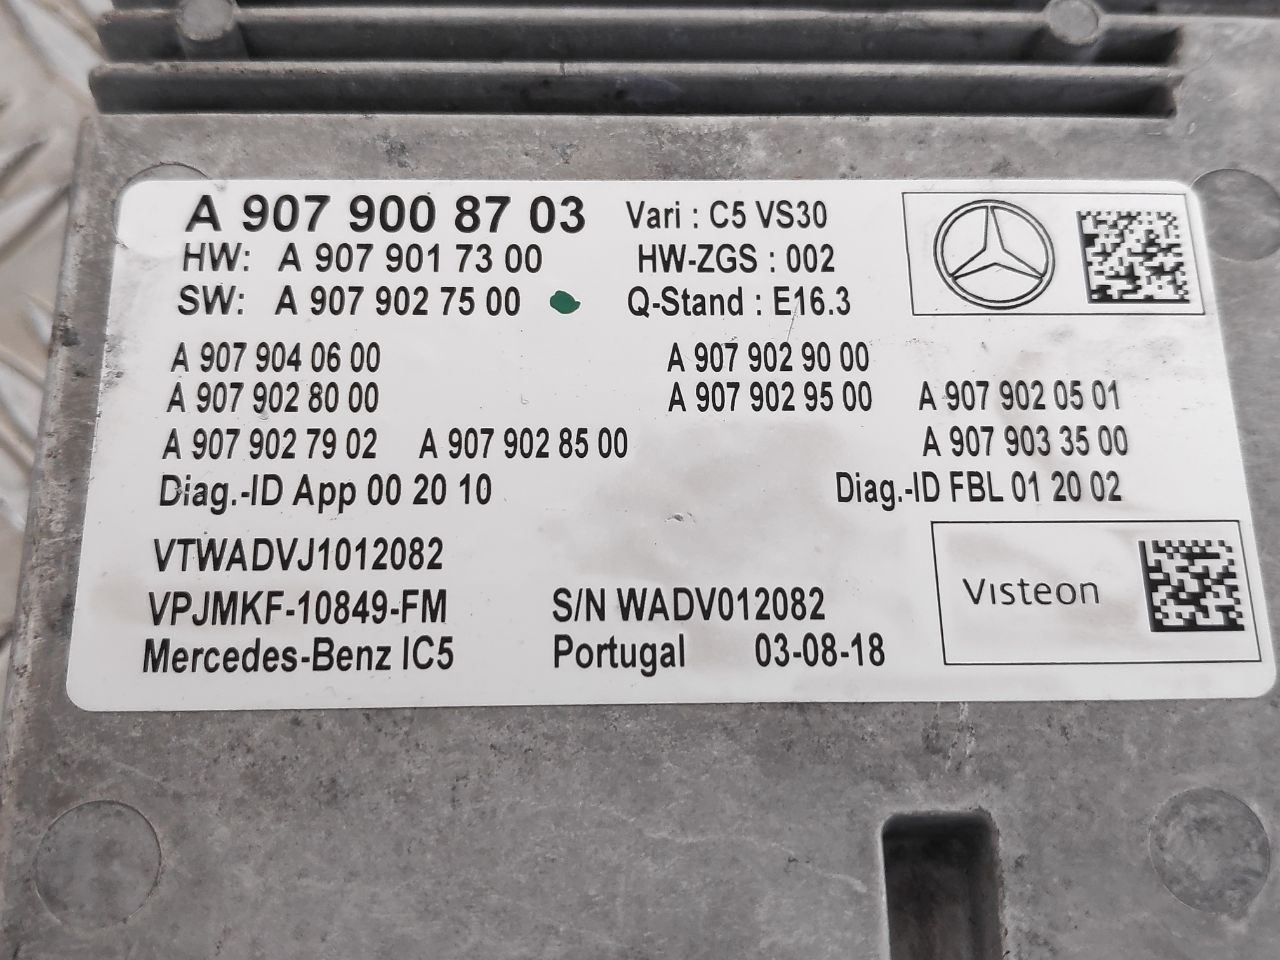 A 907 900 87 03 Vari : C5 VS30
HW: A 907 901 73 00 HW-ZGS : 002
SW: A 907 902 75 00 Q-Stand : E16.3
A 907 904 06 00 A 907 902 90 00
A 907 902 80 00 A 907 902 95 00 A 907 902 05 01
A 907 902 79 02 A 907 902 85 00 A 907 903 35 00
Diag.-ID App 00 20 10 Diag.-ID FBL 01 20 02
VTWADVJ1012082
VPJMKF-10849-FM S/N WADV012082 Visteon
Mercedes-Benz IC5 Portugal 03-08-18